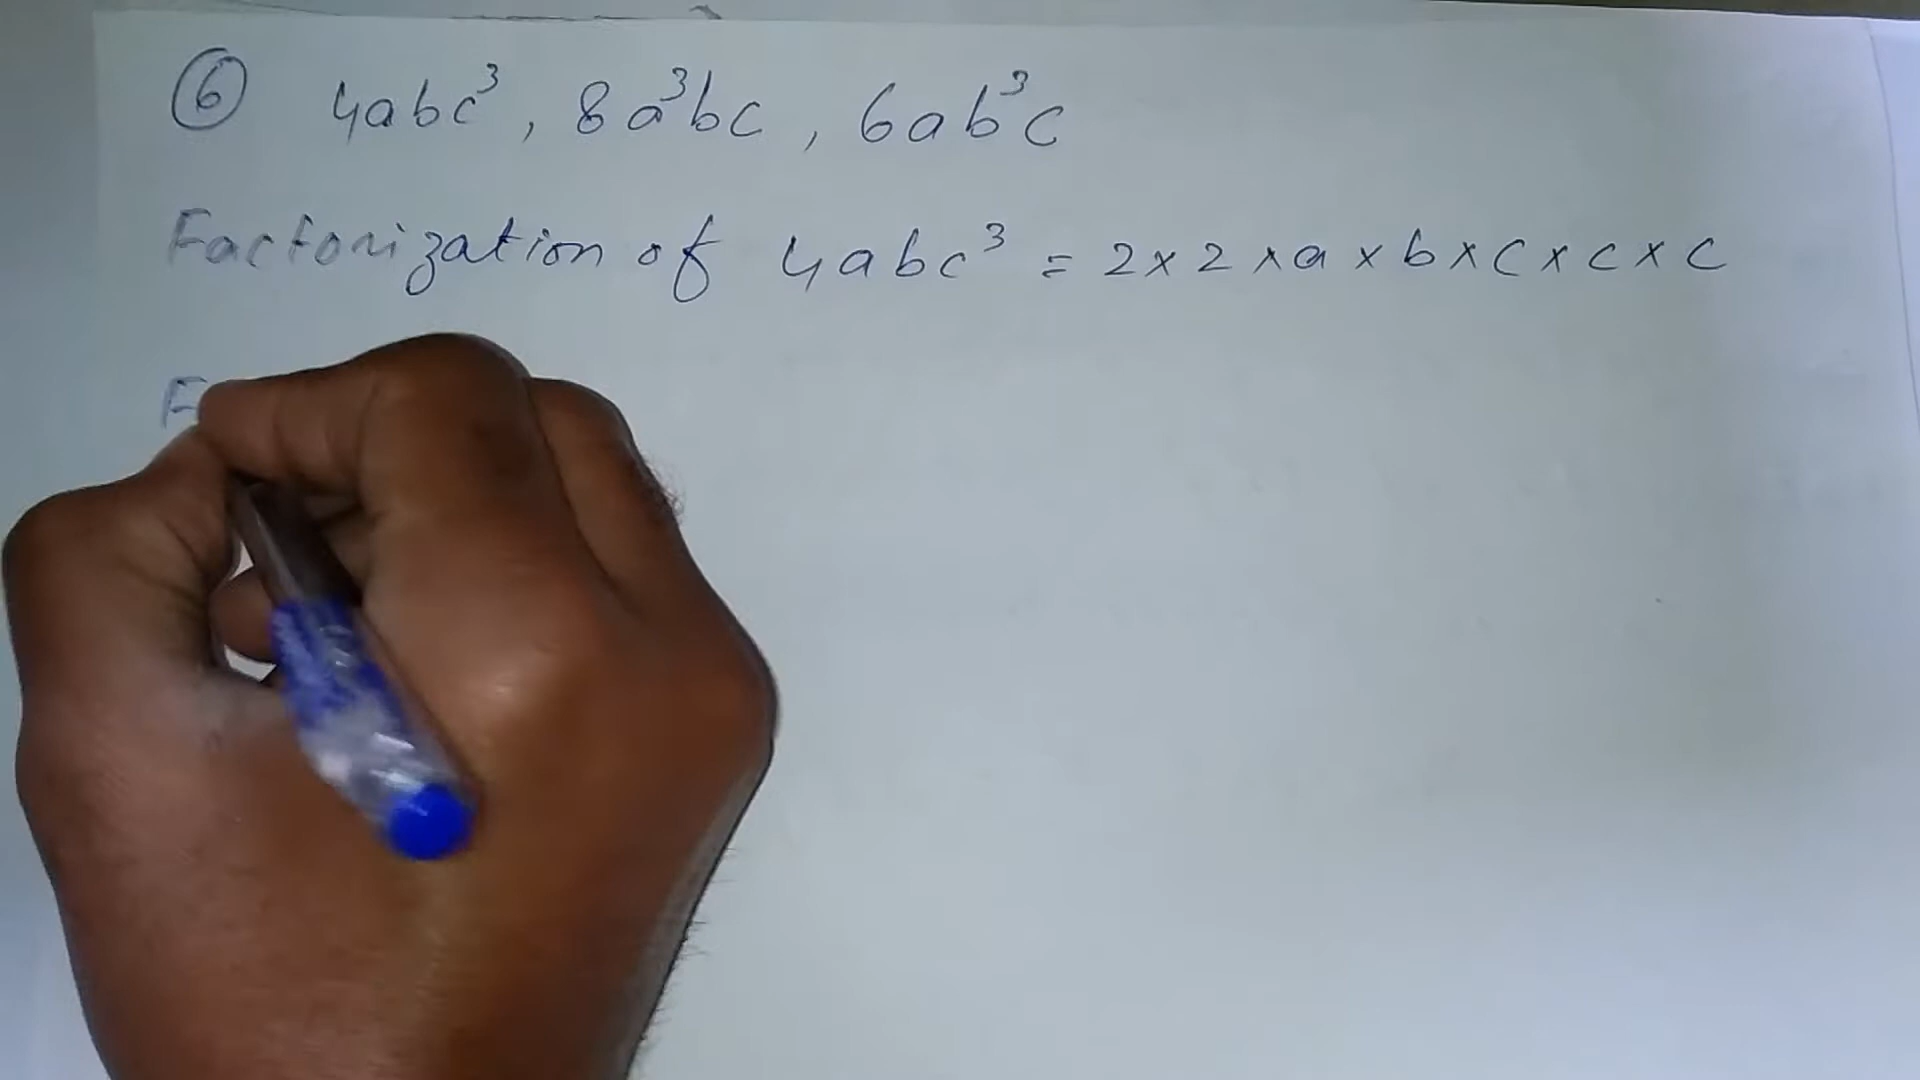 ⑥ 4abc³, 8a³bc, 6ab³c
Factorization of 4abc³ = 2×2×a×b×c×c×c
F